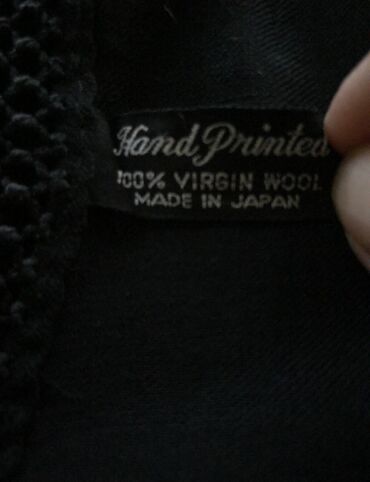 Hand Printed
100% VIRGIN WOOL
MADE IN JAPAN